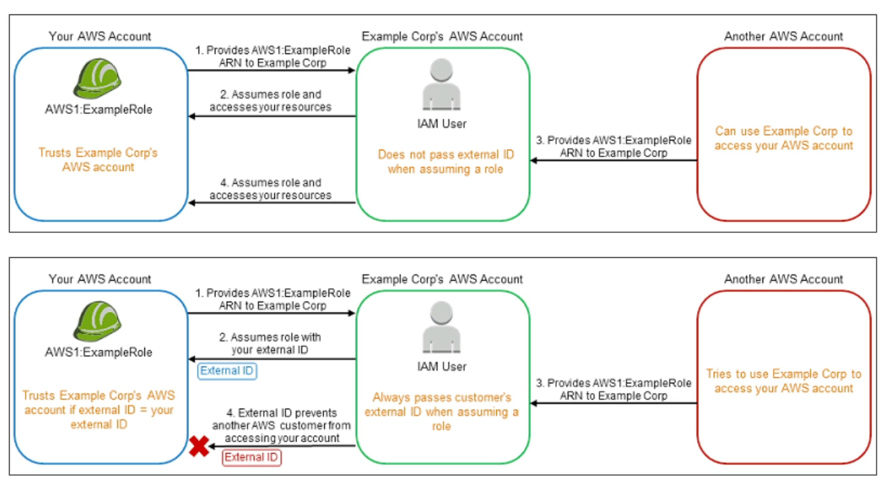 Your AWS Account
Example Corp's AWS Account
Another AWS Account
1. Provides AWS1:ExampleRole
ARN to Example Corp
AWS1:ExampleRole
2. Assumes role and
accesses your resources
IAM User
Trusts Example Corp's
AWS account
Does not pass external ID
when assuming a role
3. Provides AWS1:ExampleRole
ARN to Example Corp
Can use Example Corp to
access your AWS account
4. Assumes role and
accesses your resources
Your AWS Account
Example Corp's AWS Account
Another AWS Account
1. Provides AWS1:ExampleRole
ARN to Example Corp
AWS1:ExampleRole
2. Assumes role with
your external ID
External ID
IAM User
Trusts Example Corp's AWS
account if external ID = your
external ID
Always passes customer's
external ID when assuming a
role
3. Provides AWS1:ExampleRole
ARN to Example Corp
Tries to use Example Corp to
access your AWS account
4. External ID prevents
another AWS customer from
accessing your account
External ID